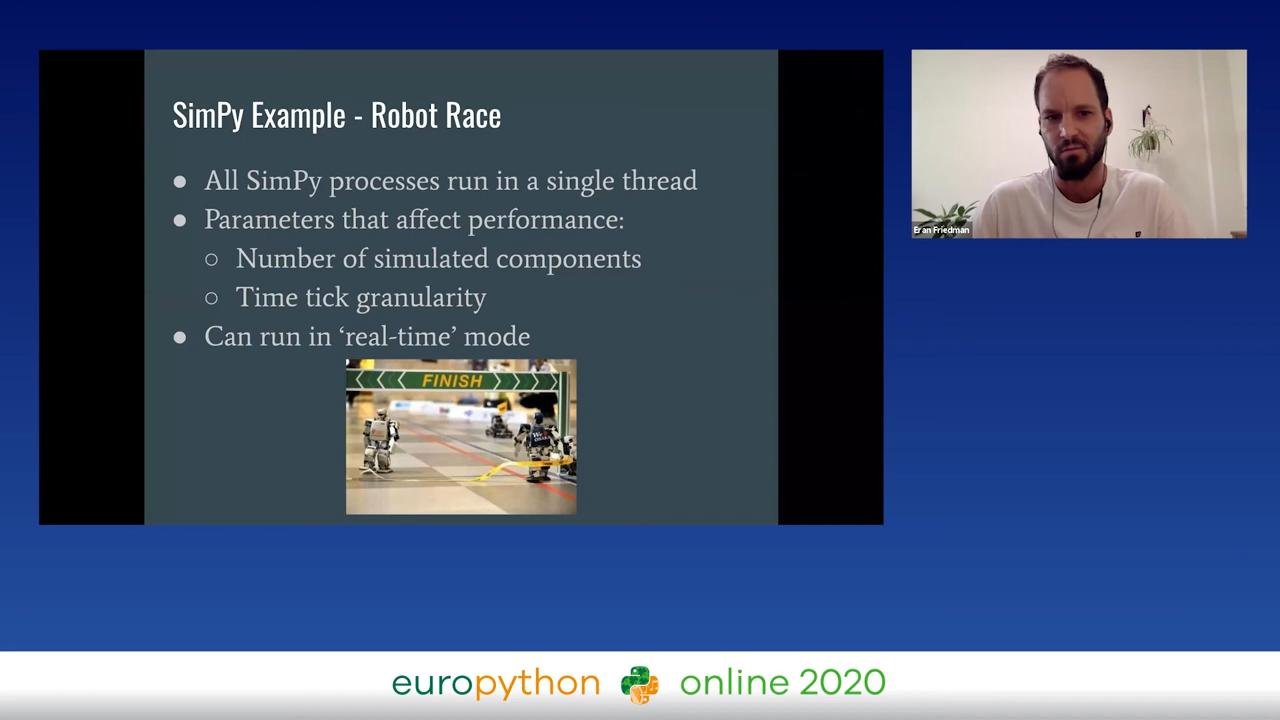 SimPy Example - Robot Race
● All SimPy processes run in a single thread
● Parameters that affect performance:
○ Number of simulated components
○ Time tick granularity
● Can run in ‘real-time’ mode
FINISH
Eran Friedman
europython online 2020